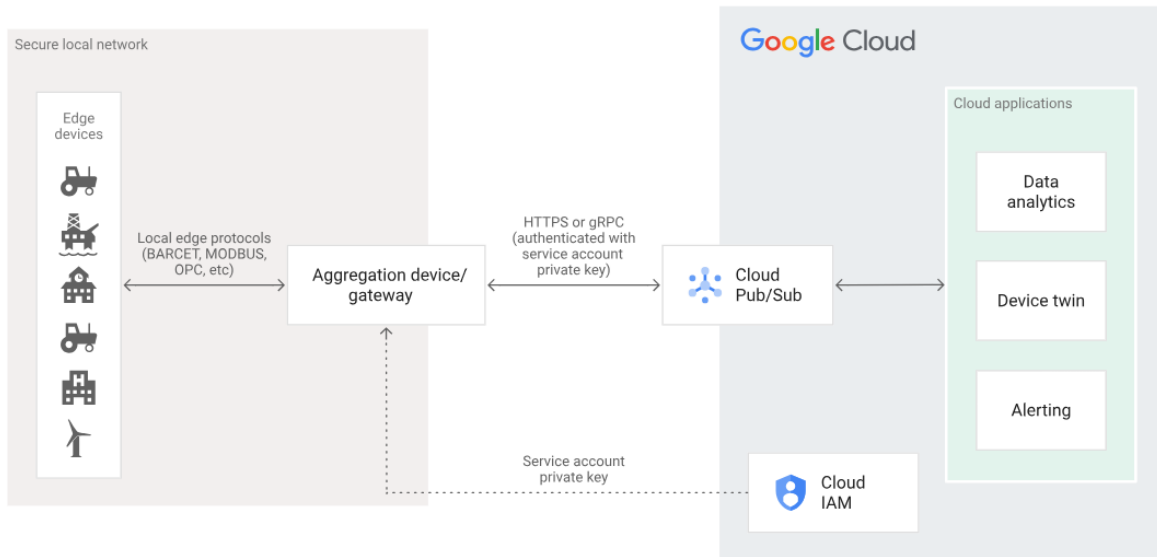 Secure local network
Edge
devices
H
Local edge protocols
(BARCET, MODBUS,
OPC, etc)
Aggregation device/
gateway
HTTPS or gRPC
(authenticated with
service account
private key)
Google Cloud
Cloud
Pub/Sub
Cloud applications
Data
analytics
Device twin
Alerting
Service account
private key
Cloud
IAM